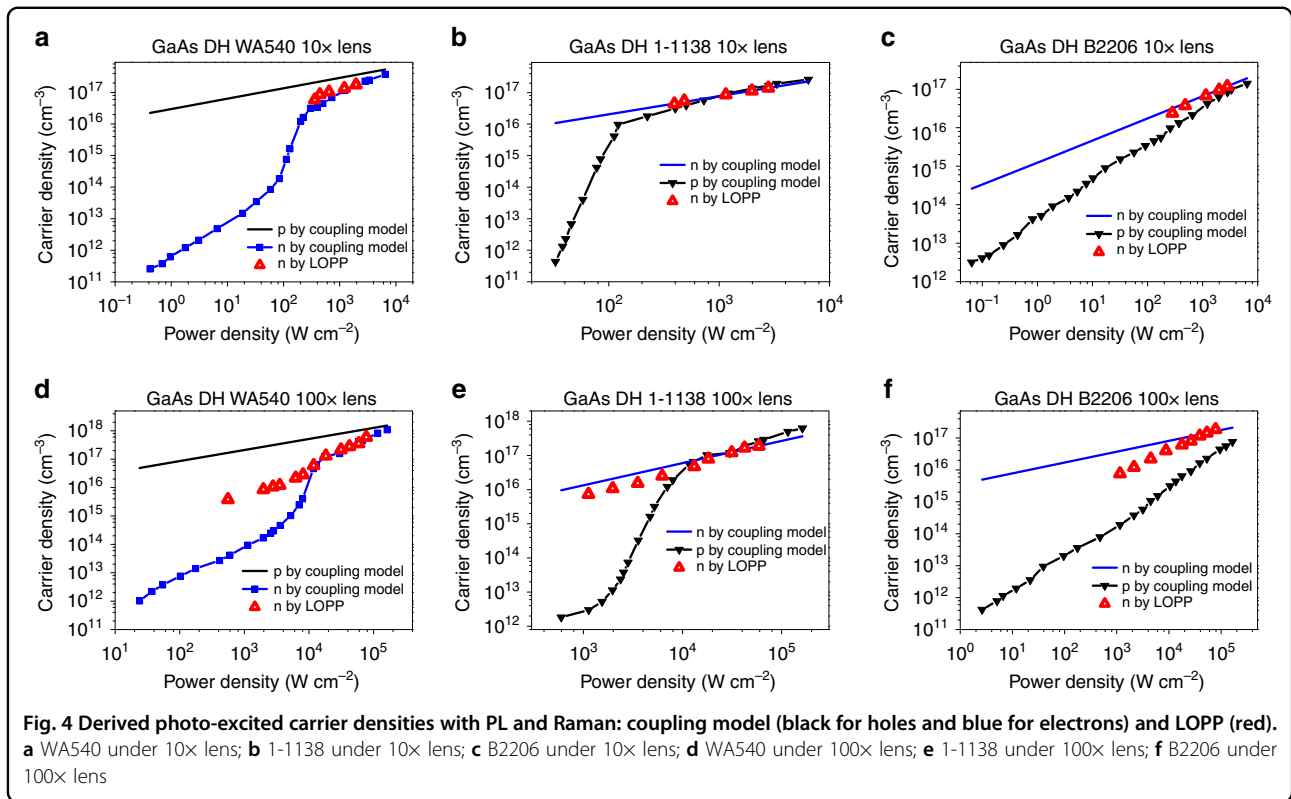 a
GaAs DH WA540 10× lens
Carrier density (cm⁻³)
10¹⁷
10¹⁶
10¹⁵
10¹⁴
10¹³
10¹²
10¹¹
p by coupling model
n by coupling model
n by LOPP
10⁻¹ 10⁰ 10¹ 10² 10³ 10⁴
Power density (W cm⁻²)
b
GaAs DH 1-1138 10× lens
Carrier density (cm⁻³)
10¹⁷
10¹⁶
10¹⁵
10¹⁴
10¹³
10¹²
10¹¹
n by coupling model
p by coupling model
n by LOPP
10² 10³ 10⁴
Power density (W cm⁻²)
c
GaAs DH B2206 10× lens
Carrier density (cm⁻³)
10¹⁷
10¹⁶
10¹⁵
10¹⁴
10¹³
10¹²
n by coupling model
p by coupling model
n by LOPP
10⁻¹ 10⁰ 10¹ 10² 10³ 10⁴
Power density (W cm⁻²)
d
GaAs DH WA540 100× lens
Carrier density (cm⁻³)
10¹⁸
10¹⁷
10¹⁶
10¹⁵
10¹⁴
10¹³
10¹²
10¹¹
p by coupling model
n by coupling model
n by LOPP
10¹ 10² 10³ 10⁴ 10⁵
Power density (W cm⁻²)
e
GaAs DH 1-1138 100× lens
Carrier density (cm⁻³)
10¹⁸
10¹⁷
10¹⁶
10¹⁵
10¹⁴
10¹³
10¹²
n by coupling model
p by coupling model
n by LOPP
10³ 10⁴ 10⁵
Power density (W cm⁻²)
f
GaAs DH B2206 100× lens
Carrier density (cm⁻³)
10¹⁷
10¹⁶
10¹⁵
10¹⁴
10¹³
10¹²
10¹¹
n by coupling model
p by coupling model
n by LOPP
10⁰ 10¹ 10² 10³ 10⁴ 10⁵
Power density (W cm⁻²)
Fig. 4 Derived photo-excited carrier densities with PL and Raman: coupling model (black for holes and blue for electrons) and LOPP (red).
a WA540 under 10× lens; b 1-1138 under 10× lens; c B2206 under 10× lens; d WA540 under 100× lens; e 1-1138 under 100× lens; f B2206 under
100× lens